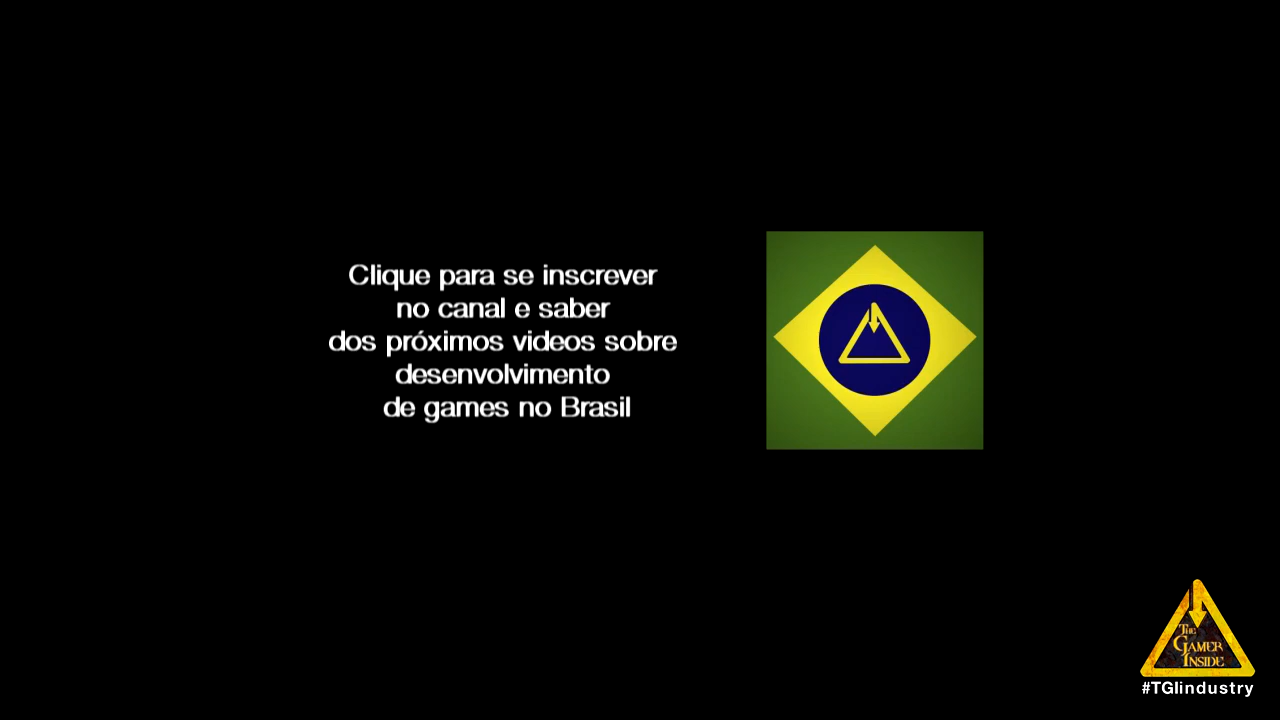 Clique para se inscrever
no canal e saber
dos próximos videos sobre
desenvolvimento
de games no Brasil
The
Gamer
Inside
#TGIindustry